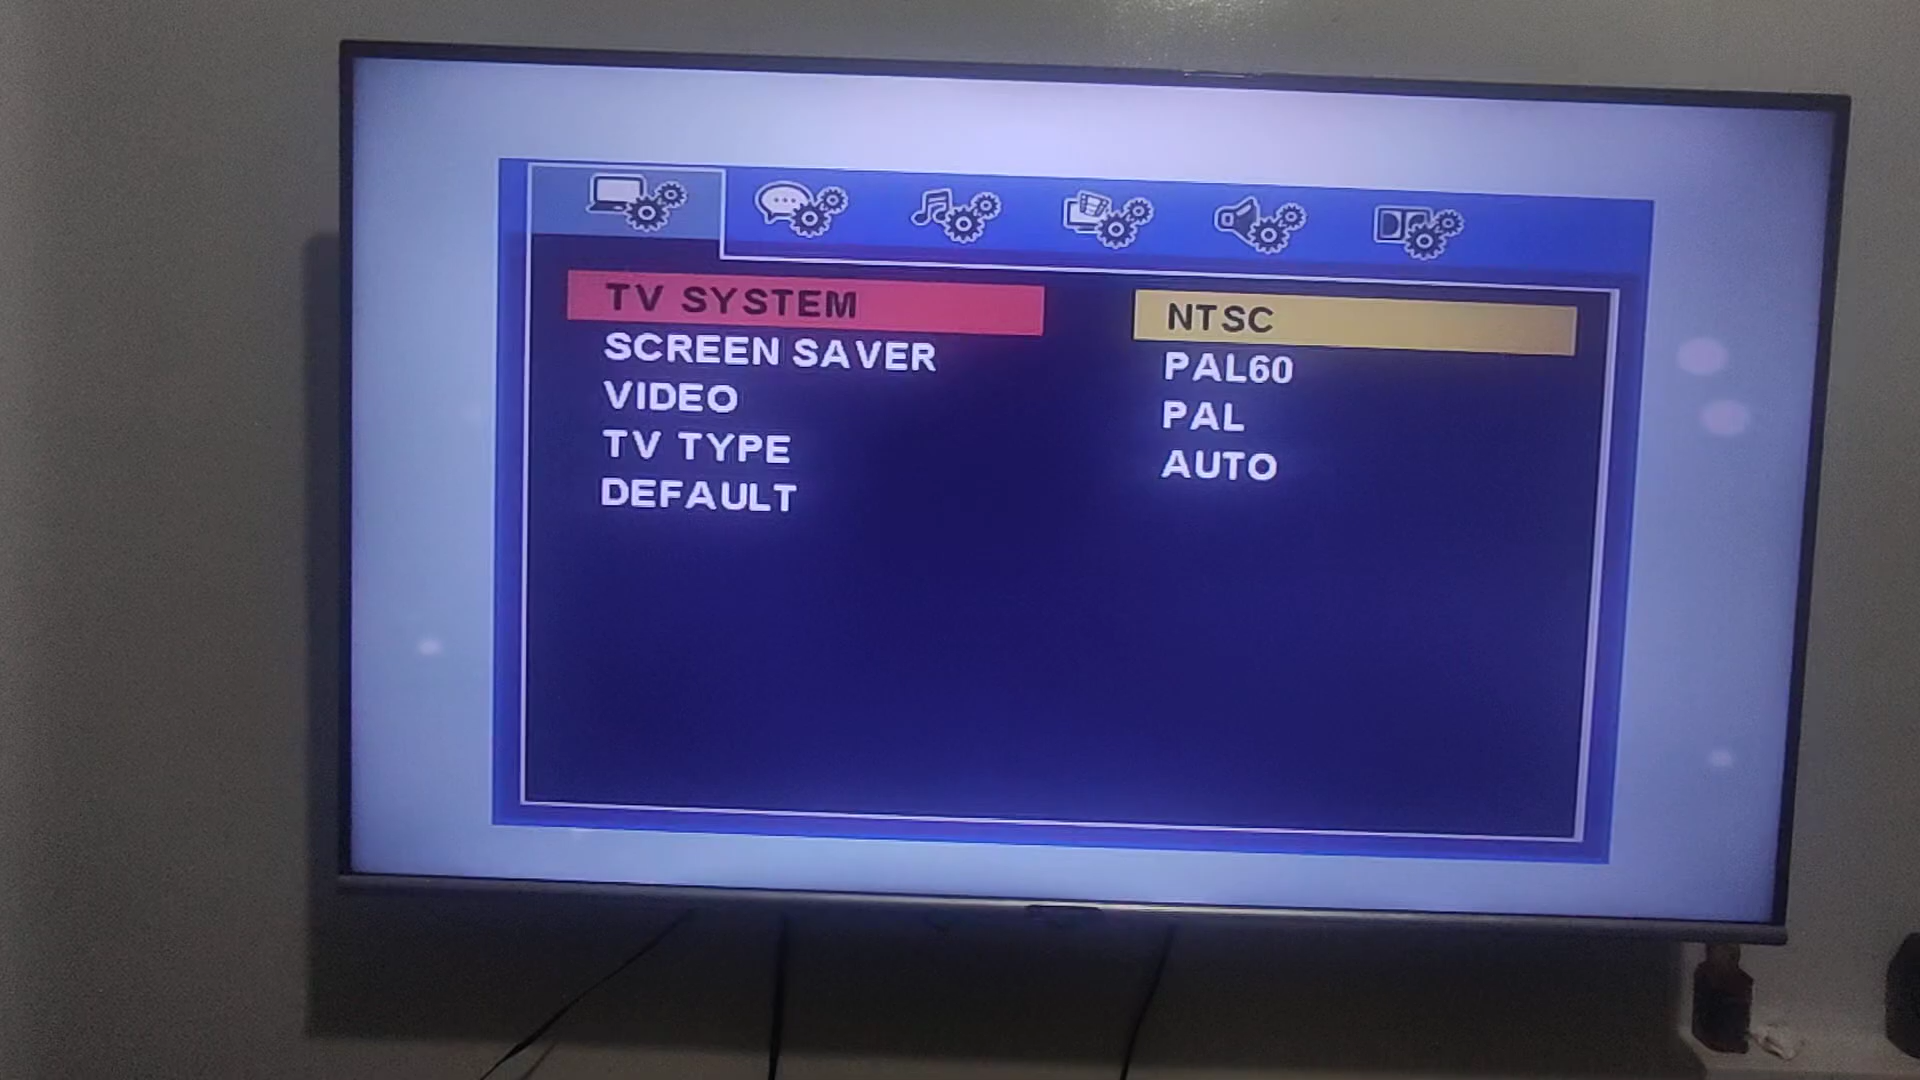 TV SYSTEM
NTSC
SCREEN SAVER
PAL60
VIDEO
PAL
TV TYPE
AUTO
DEFAULT